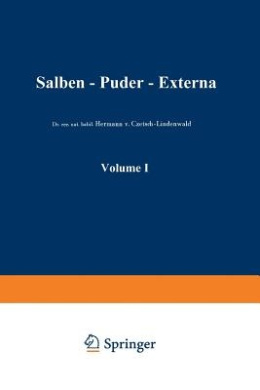 Salben - Puder - Externa
Dr. rer. nat. habil. Hermann v. Czetsch-Lindenwald
Volume I
Springer